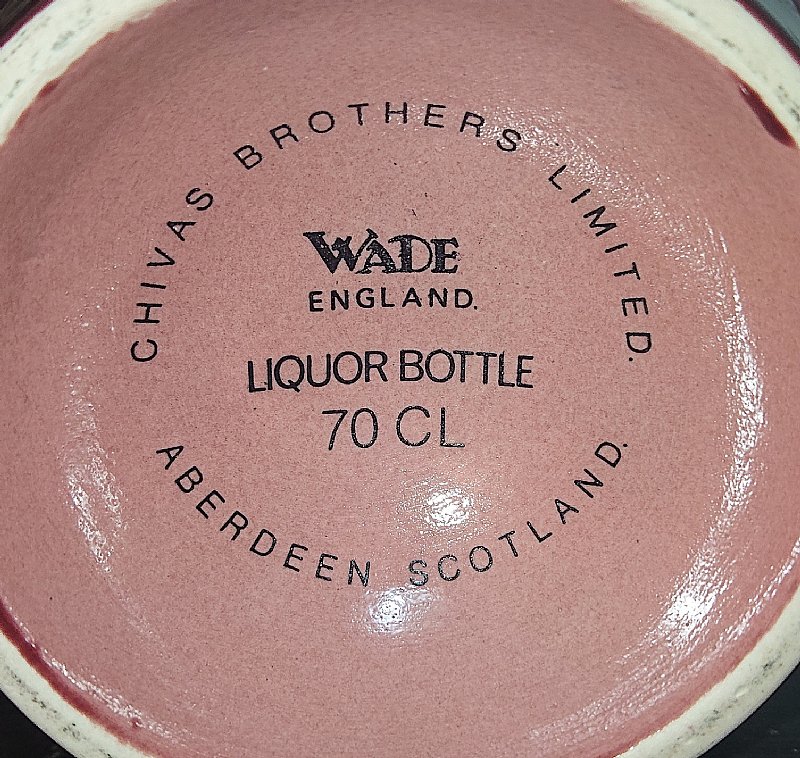 CHIVAS BROTHERS LIMITED.
WADE
ENGLAND.
LIQUOR BOTTLE
70 CL
ABERDEEN SCOTLAND.